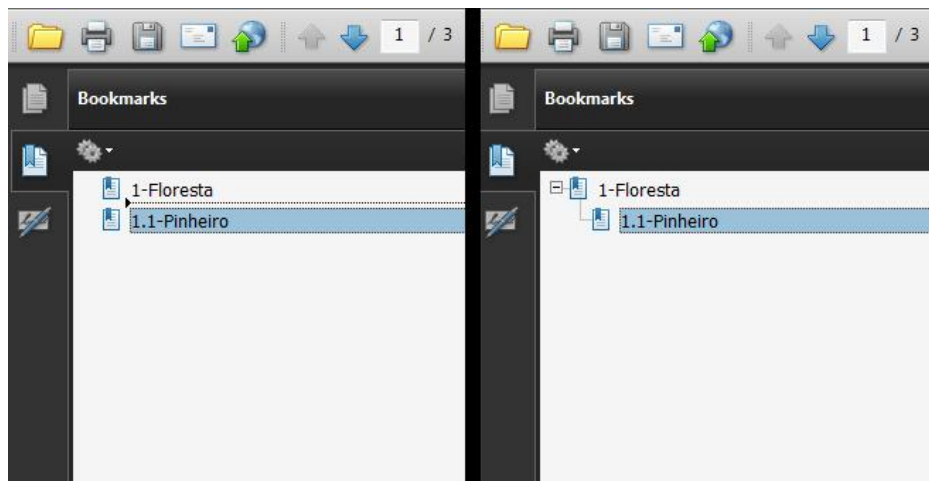 1 / 3
Bookmarks
1-Floresta
1.1-Pinheiro
1 / 3
Bookmarks
1-Floresta
1.1-Pinheiro